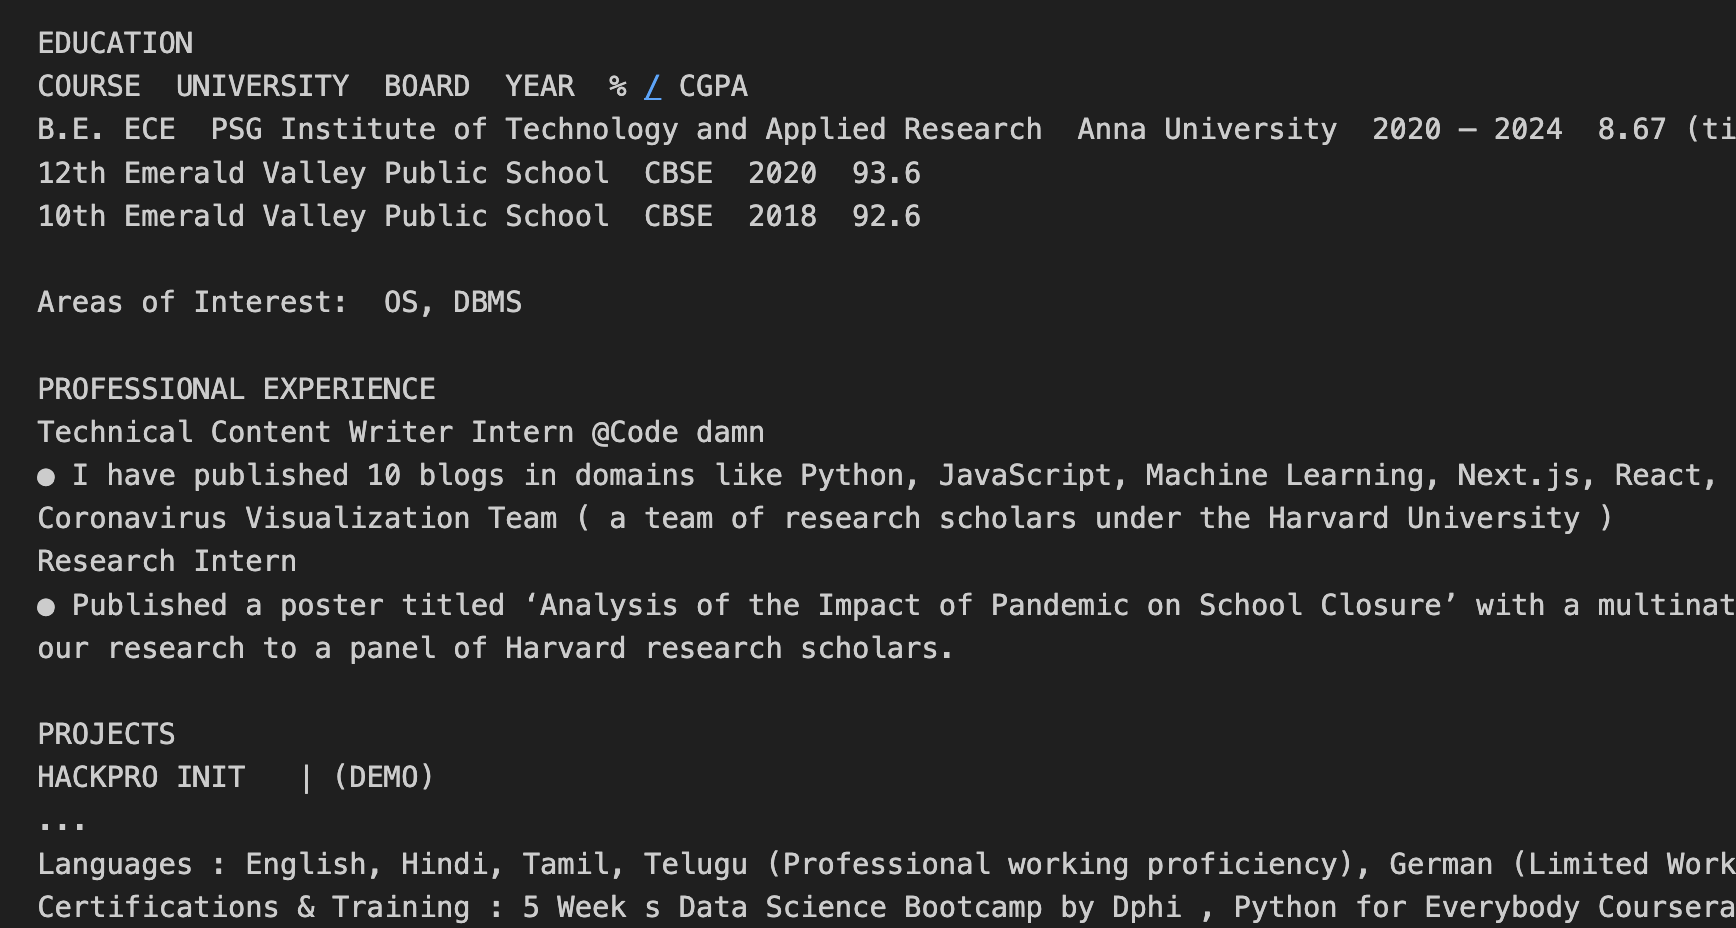 EDUCATION
COURSE  UNIVERSITY  BOARD  YEAR  % / CGPA
B.E. ECE  PSG Institute of Technology and Applied Research  Anna University  2020 – 2024  8.67 (ti
12th Emerald Valley Public School  CBSE  2020  93.6
10th Emerald Valley Public School  CBSE  2018  92.6
Areas of Interest:  OS, DBMS
PROFESSIONAL EXPERIENCE
Technical Content Writer Intern @Code damn
● I have published 10 blogs in domains like Python, JavaScript, Machine Learning, Next.js, React,
Coronavirus Visualization Team ( a team of research scholars under the Harvard University )
Research Intern
● Published a poster titled ‘Analysis of the Impact of Pandemic on School Closure’ with a multinat
our research to a panel of Harvard research scholars.
PROJECTS
HACKPRO INIT   | (DEMO)
...
Languages : English, Hindi, Tamil, Telugu (Professional working proficiency), German (Limited Work
Certifications & Training : 5 Week s Data Science Bootcamp by Dphi , Python for Everybody Coursera